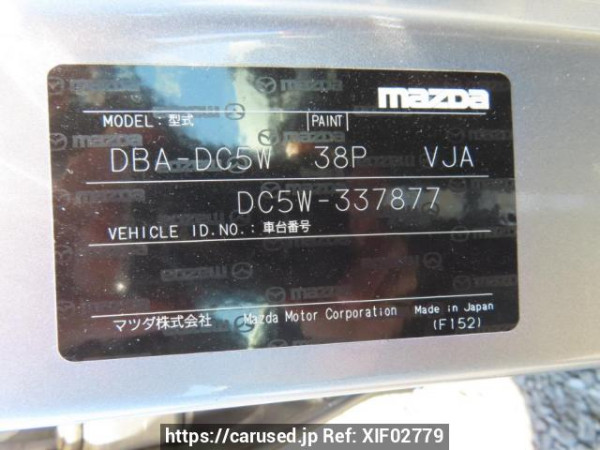 mazda
MODEL: 型式 PAINT
DBA-DC5W 38P VJA
DC5W-337877
VEHICLE ID.NO.: 車台番号
マツダ株式会社 Mazda Motor Corporation Made in Japan
(F152)
https://carused.jp Ref: XIF02779